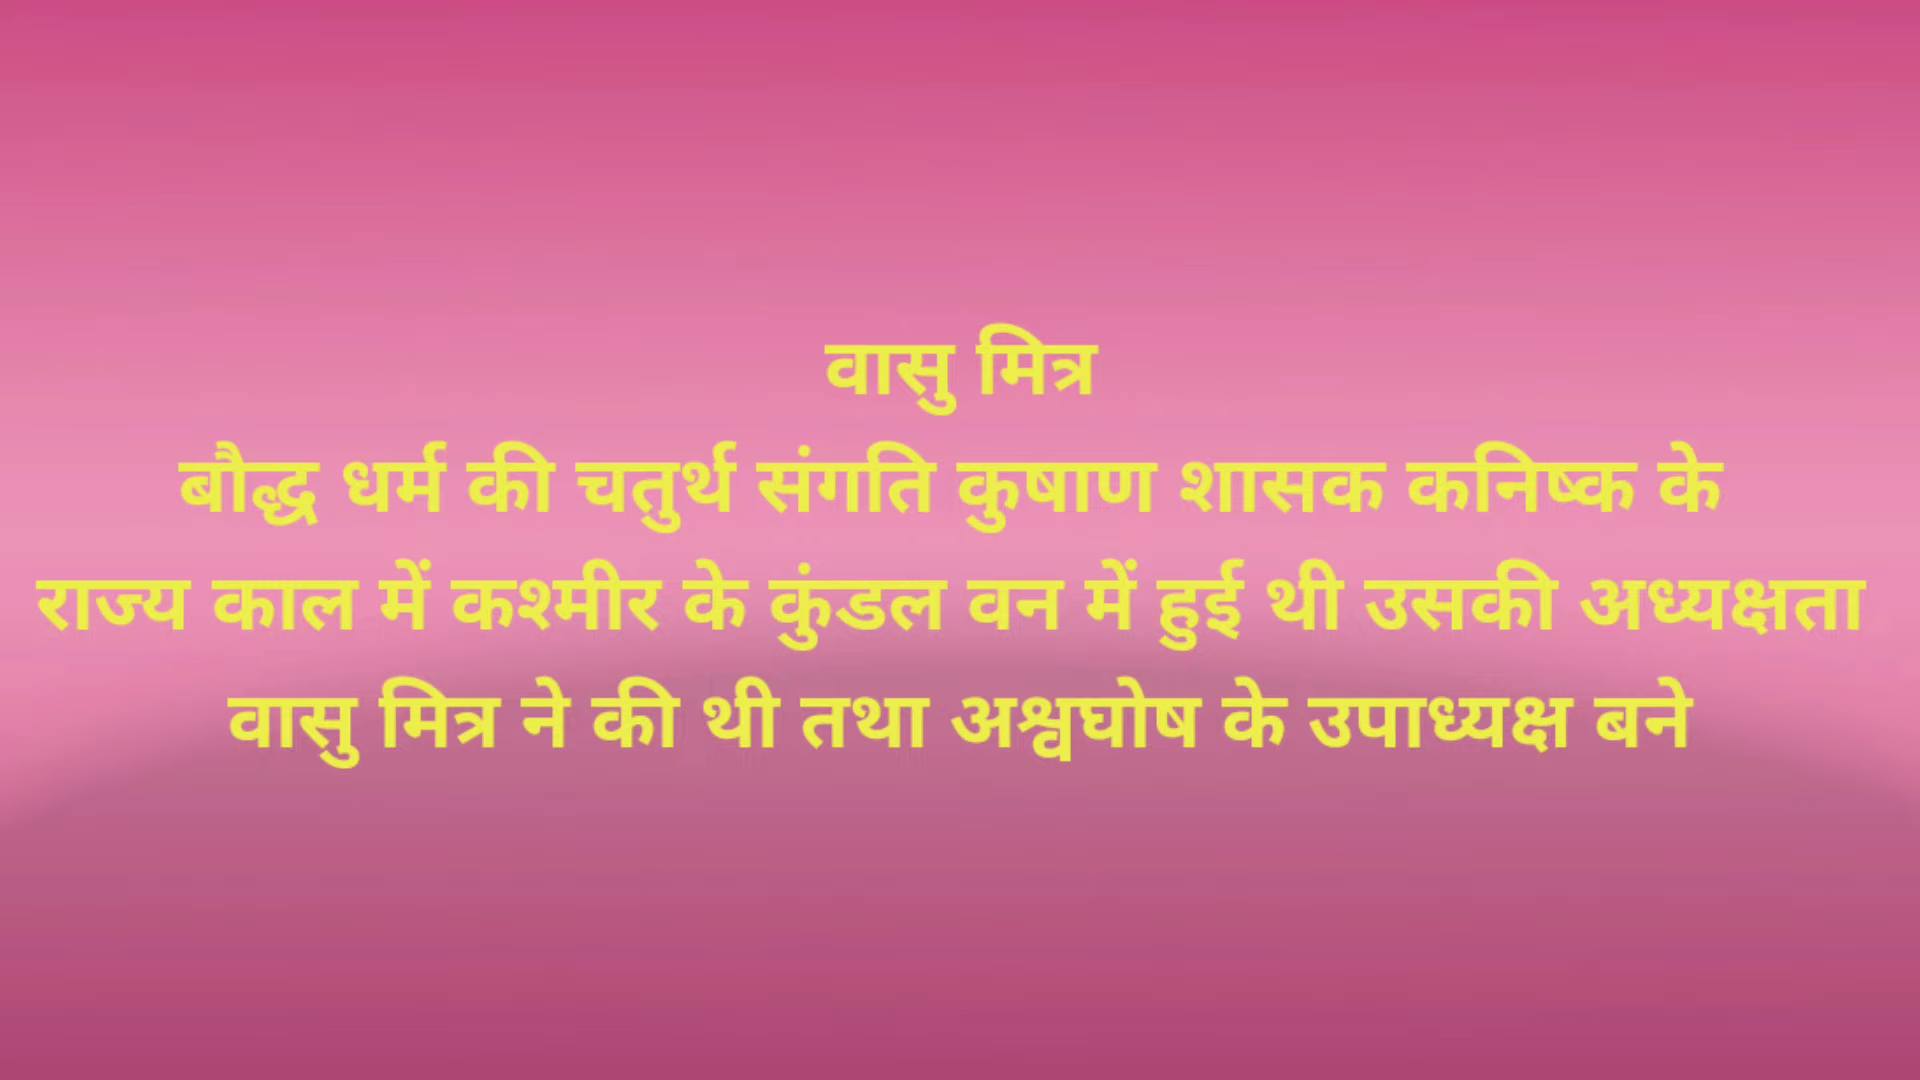 वासु मित्र
बौद्ध धर्म की चतुर्थ संगति कुषाण शासक कनिष्क के
राज्य काल में कश्मीर के कुंडल वन में हुई थी उसकी अध्यक्षता
वासु मित्र ने की थी तथा अश्वघोष के उपाध्यक्ष बने